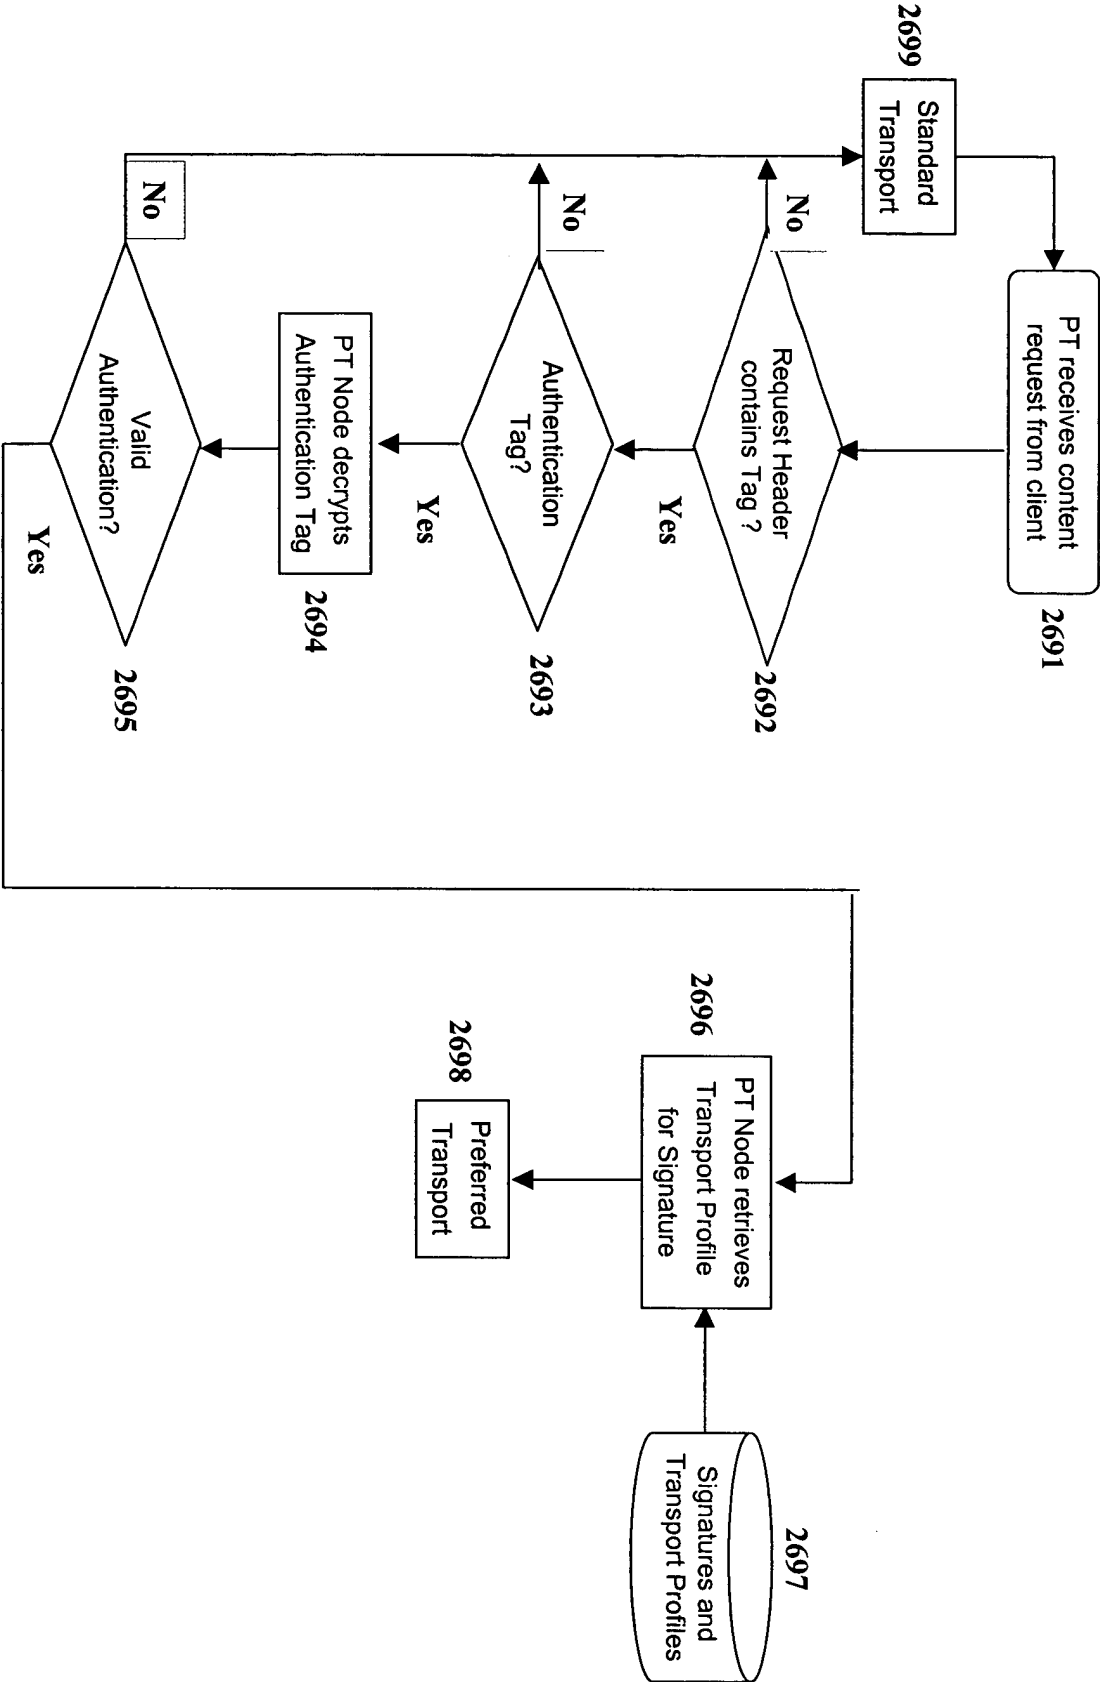 2699
Standard
Transport
PT receives content
request from client
2691
No
Request Header
contains Tag ?
2692
Yes
No
Authentication
Tag?
2693
Yes
PT Node decrypts
Authentication Tag
2694
No
Valid
Authentication?
2695
Yes
2696
PT Node retrieves
Transport Profile
for Signature
2698
Preferred
Transport
2697
Signatures and
Transport Profiles